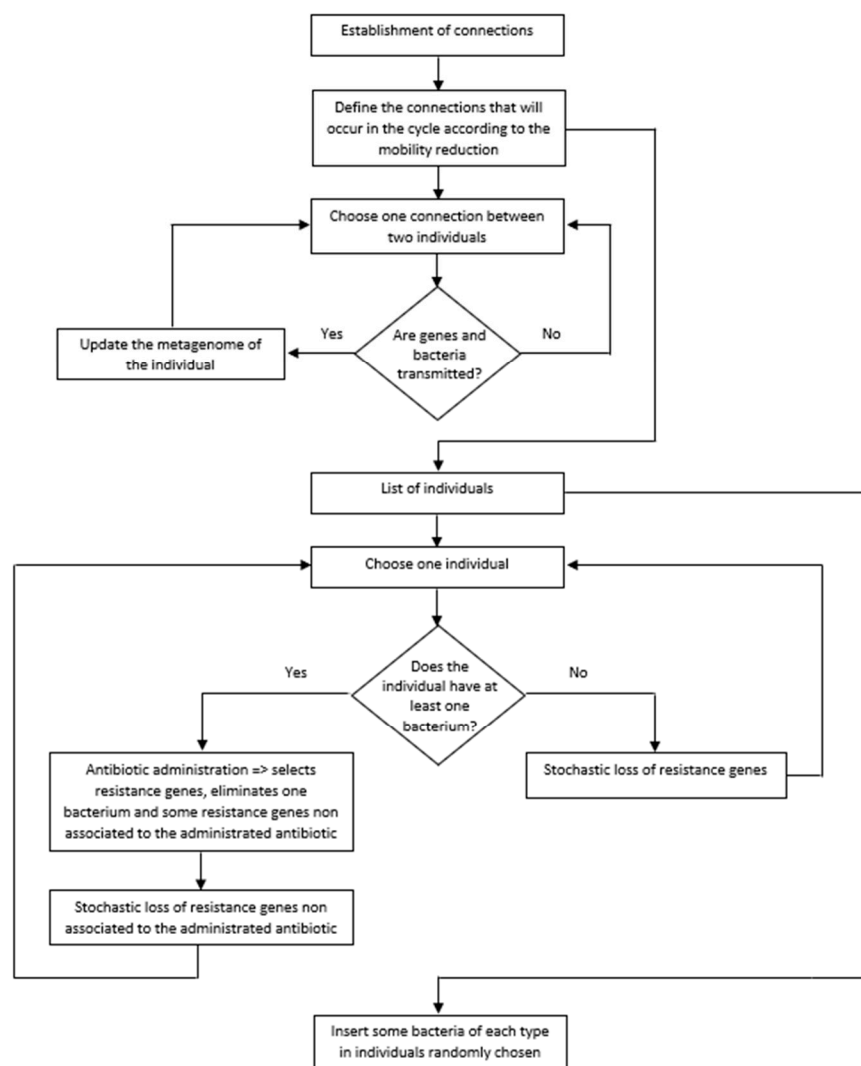 Establishment of connections
Define the connections that will
occur in the cycle according to the
mobility reduction
Choose one connection between
two individuals
Yes
No
Update the metagenome of
the individual
Are genes and
bacteria
transmitted?
List of individuals
Choose one individual
Yes
No
Does the
individual have at
least one
bacterium?
Antibiotic administration => selects
resistance genes, eliminates one
bacterium and some resistance genes non
associated to the administrated antibiotic
Stochastic loss of resistance genes
Stochastic loss of resistance genes non
associated to the administrated antibiotic
Insert some bacteria of each type
in individuals randomly chosen